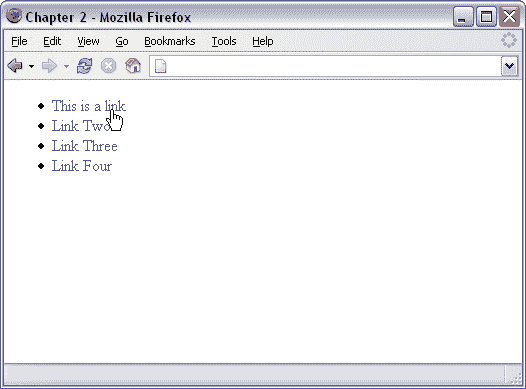 Chapter 2 - Mozilla Firefox
File Edit View Go Bookmarks Tools Help
This is a link
Link Two
Link Three
Link Four